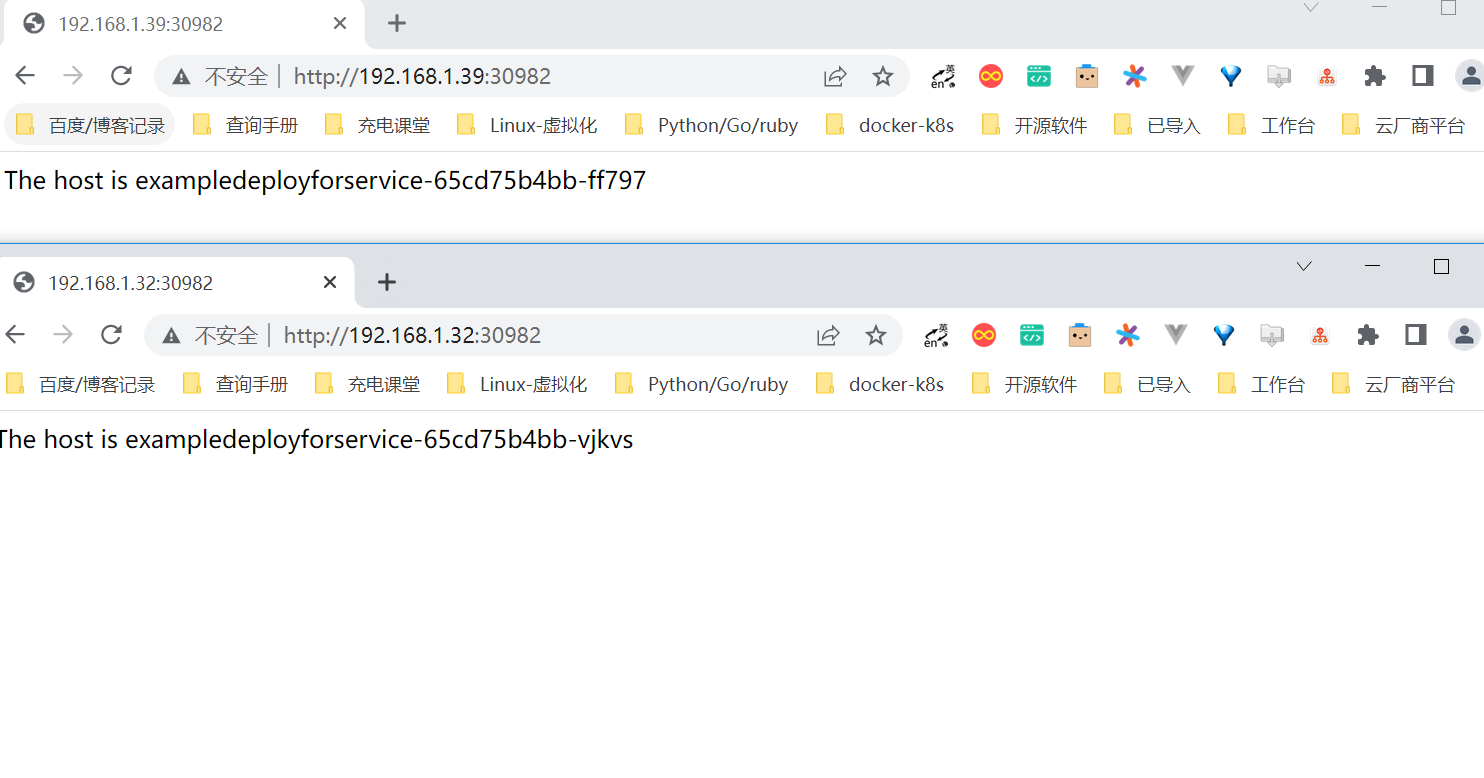 192.168.1.39:30982
不安全 | http://192.168.1.39:30982 英 en
百度/博客记录 查询手册 充电课堂 Linux-虚拟化 Python/Go/ruby docker-k8s 开源软件 已导入 工作台 云厂商平台
The host is exampledeployforservice-65cd75b4bb-ff797
192.168.1.32:30982
不安全 | http://192.168.1.32:30982 英 en
百度/博客记录 查询手册 充电课堂 Linux-虚拟化 Python/Go/ruby docker-k8s 开源软件 已导入 工作台 云厂商平台
The host is exampledeployforservice-65cd75b4bb-vjkvs